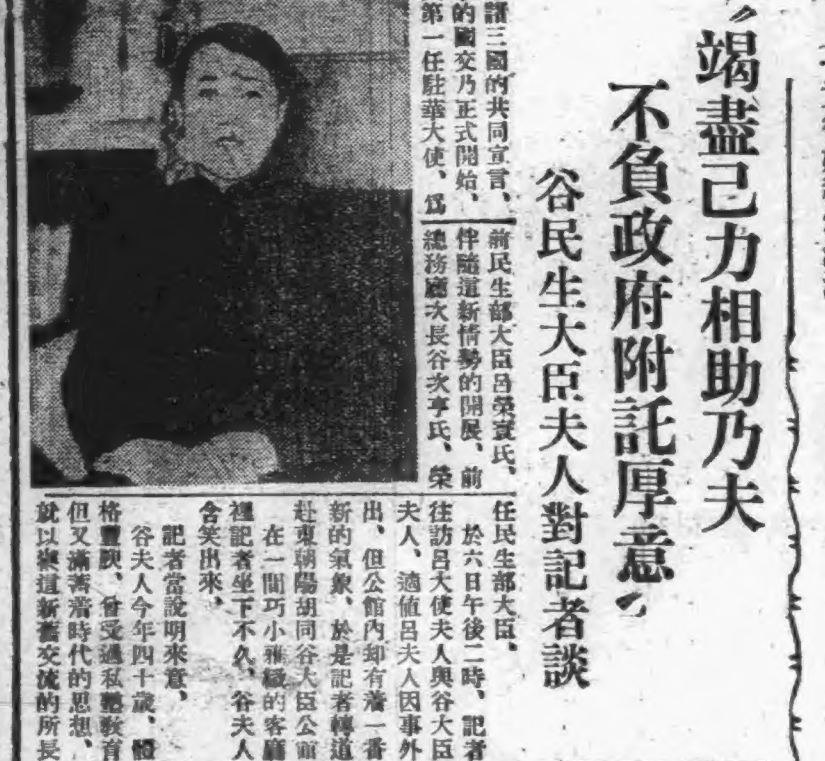 〝竭盡己力相助乃夫
不負政府附託厚意〟
谷民生大臣夫人對記者談
諸三國的共同宣言、
的國交乃正式開始、
第一任駐華大使、爲
前民生部大臣呂榮寰氏、
伴隨這新情勢的開展、前
總務廳次長谷次亨氏、榮
任民生部大臣、
於六日午後二時、記者
往訪呂大使夫人與谷大臣
夫人、適値呂夫人因事外
出、但公館內却有着一番
新的氣象、於是記者轉道
赴東朝陽胡同谷大臣公館
在一間巧小雅緻的客廳
裡記者坐下不久、谷夫人
含笑出來、
記者當說明來意、
谷夫人今年四十歲、體
格豐腴、曾受過私塾教育
但又滿蓄着時代的思想、
就以這新舊交流的所長